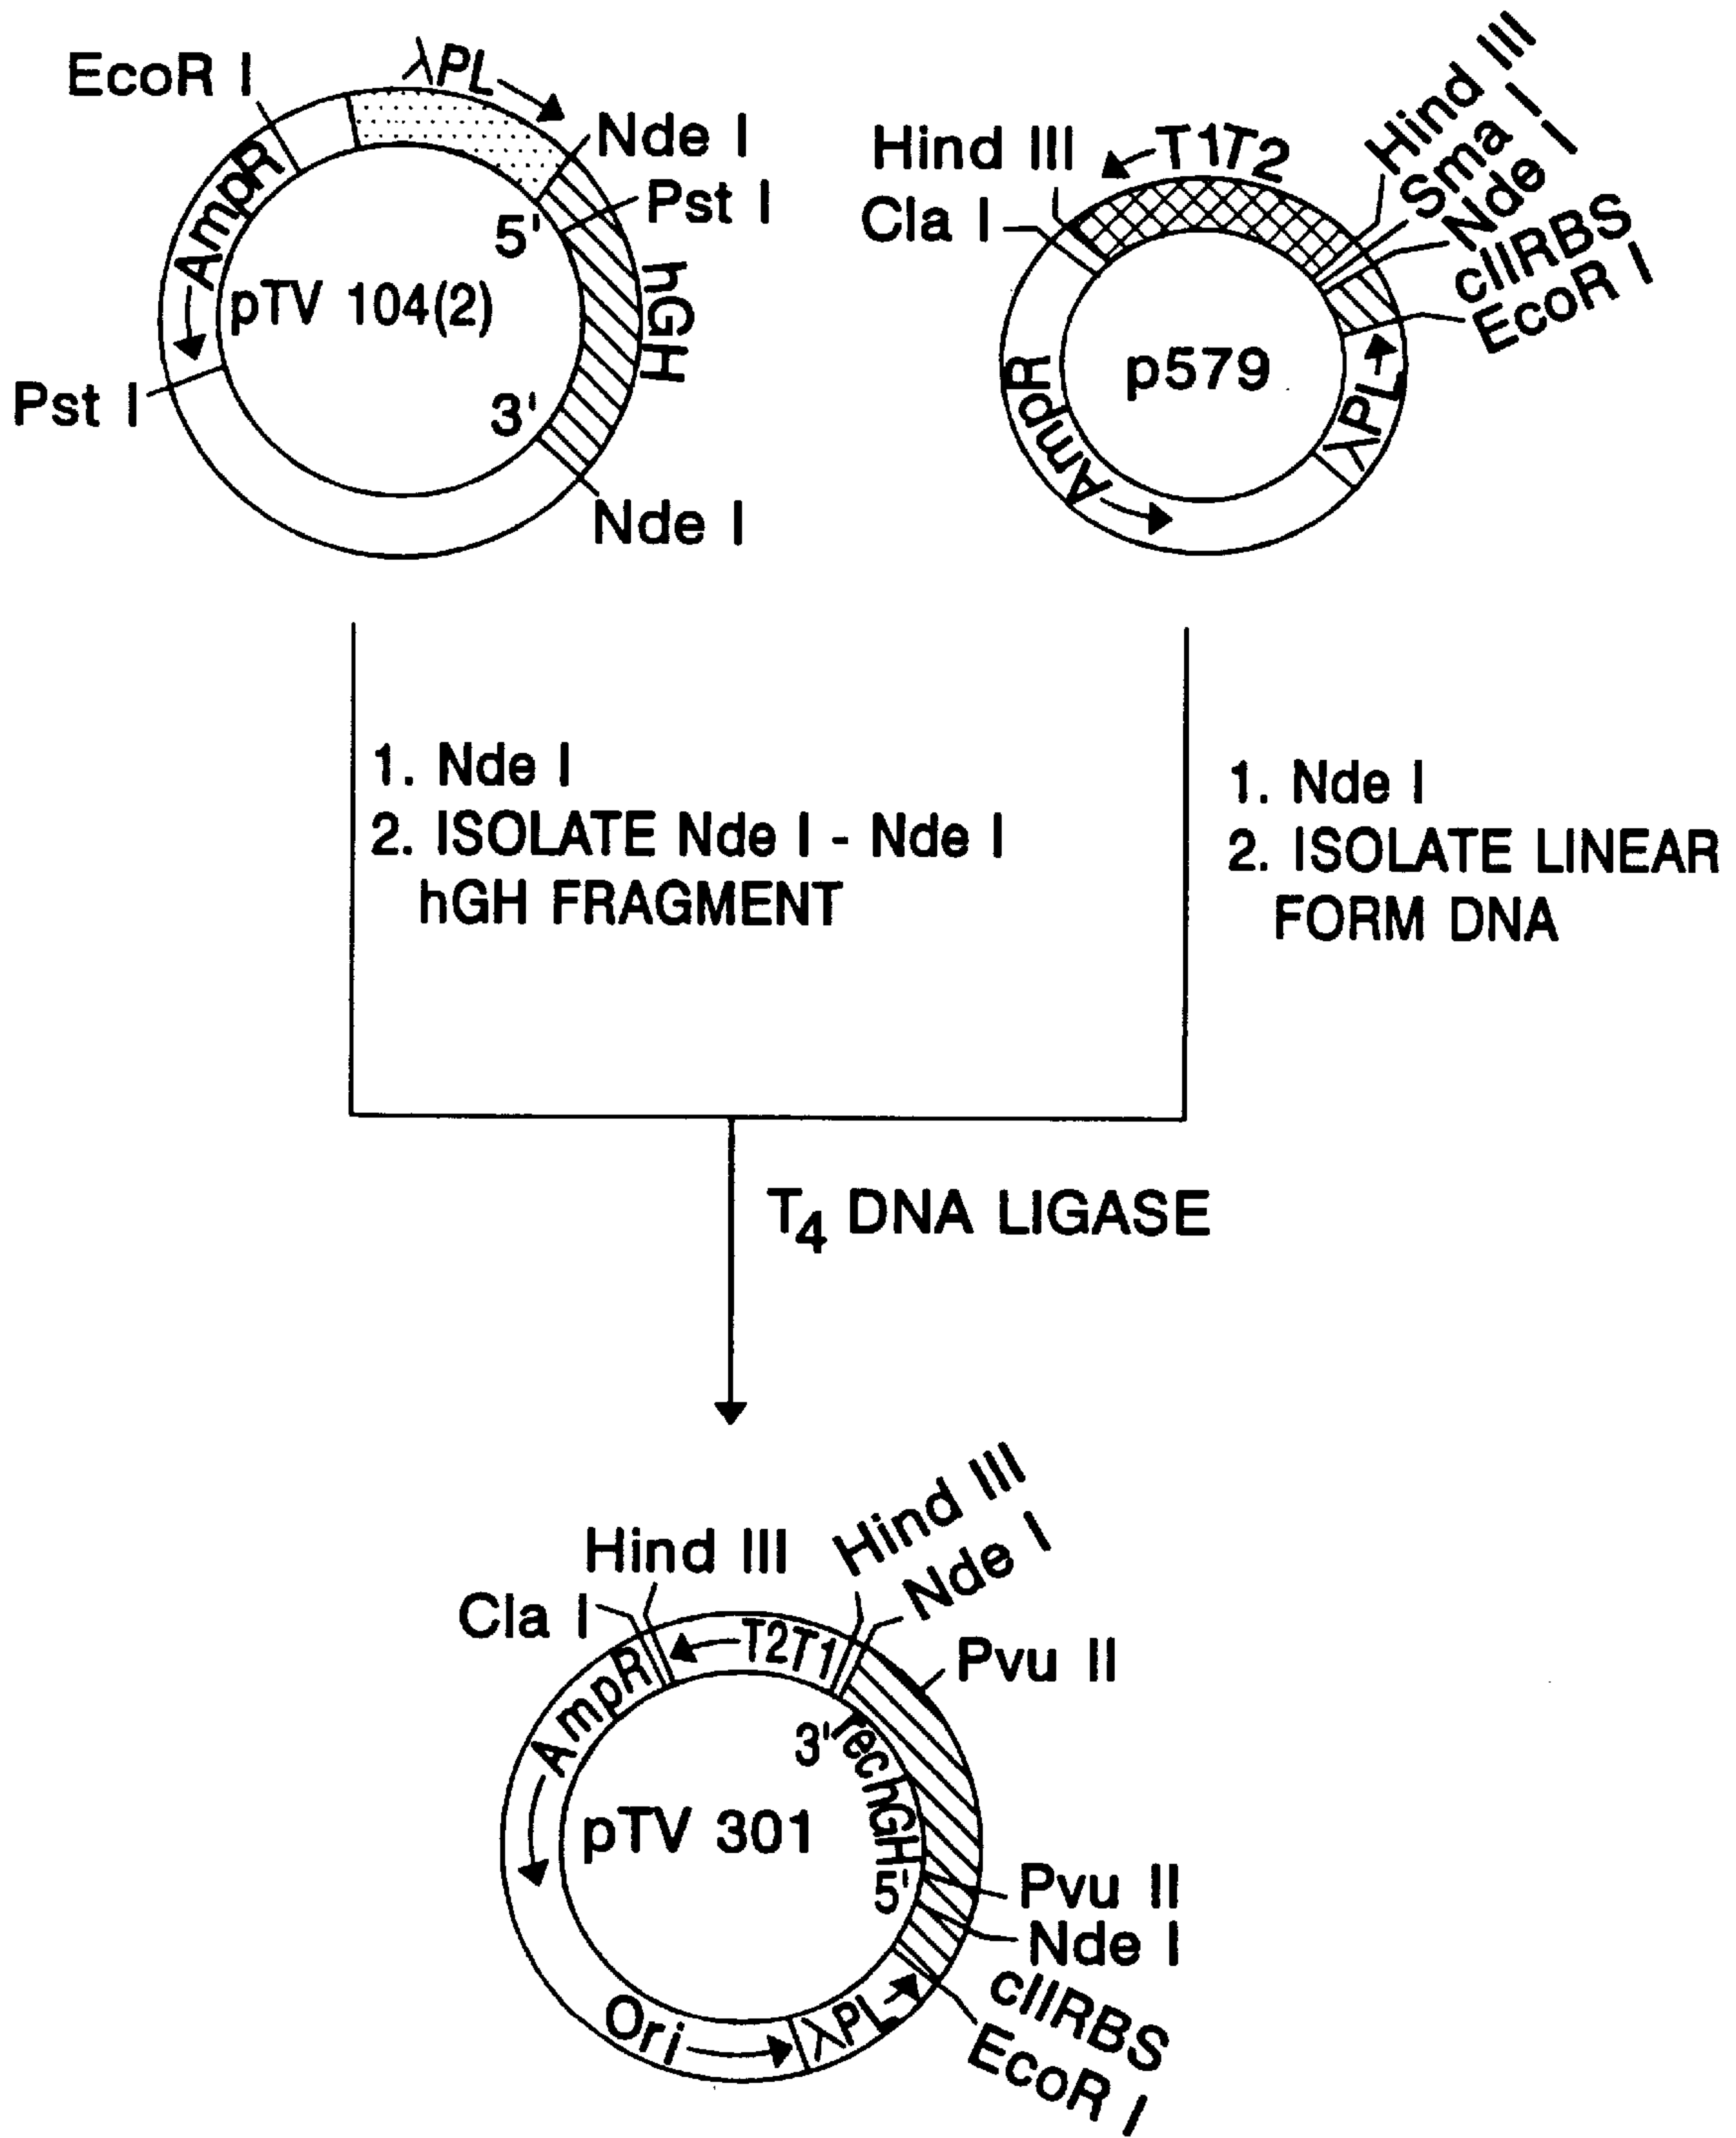 EcoR I
λPL
Nde I
Pst I
AmpR
5'
hGH
pTV 104(2)
3'
Pst I
Nde I
Hind III
Cla I
T1T2
Hind III
Sma I
Nde I
cIIRBS
EcoR I
p579
AmpR
λPL
1. Nde I
2. ISOLATE Nde I - Nde I
hGH FRAGMENT
1. Nde I
2. ISOLATE LINEAR
FORM DNA
T4 DNA LIGASE
Hind III
Cla I
Hind III
Nde I
T2T1
Pvu II
AmpR
3'
rechGH
pTV 301
5'
Pvu II
Nde I
cIIRBS
EcoR I
Ori
λPL